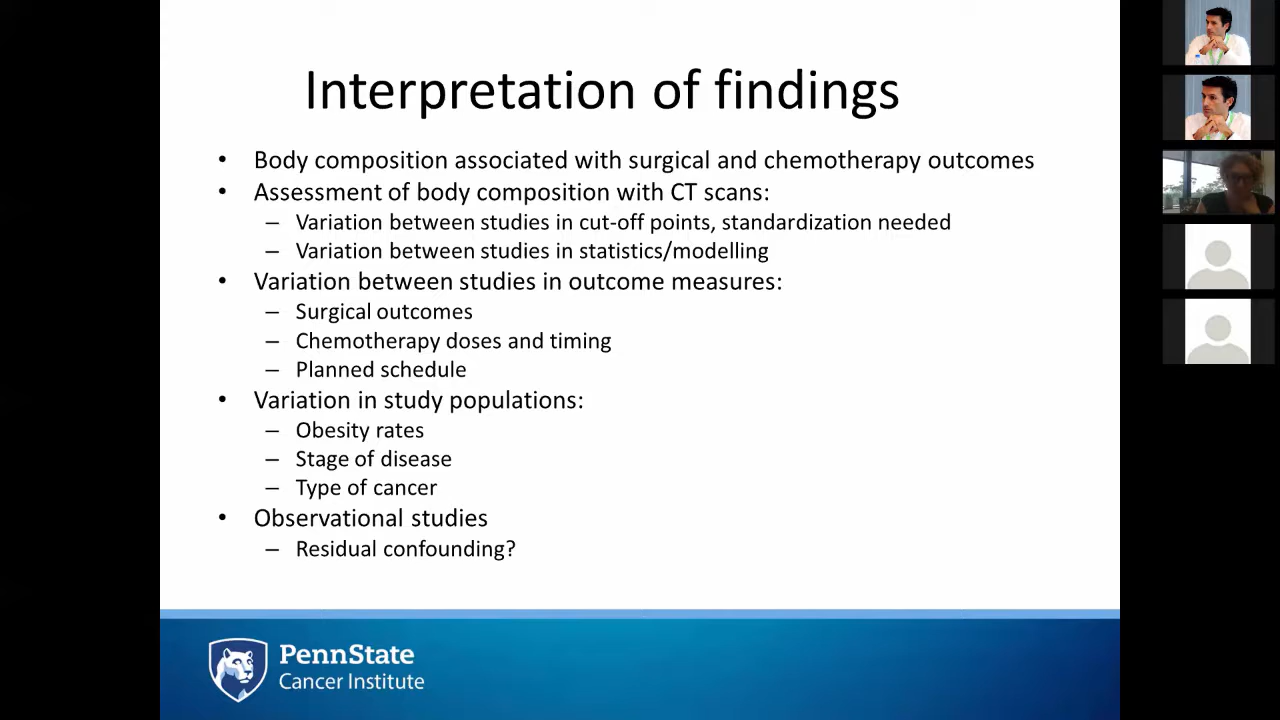 Interpretation of findings
• Body composition associated with surgical and chemotherapy outcomes
• Assessment of body composition with CT scans:
– Variation between studies in cut-off points, standardization needed
– Variation between studies in statistics/modelling
• Variation between studies in outcome measures:
– Surgical outcomes
– Chemotherapy doses and timing
– Planned schedule
• Variation in study populations:
– Obesity rates
– Stage of disease
– Type of cancer
• Observational studies
– Residual confounding?
PennState
Cancer Institute